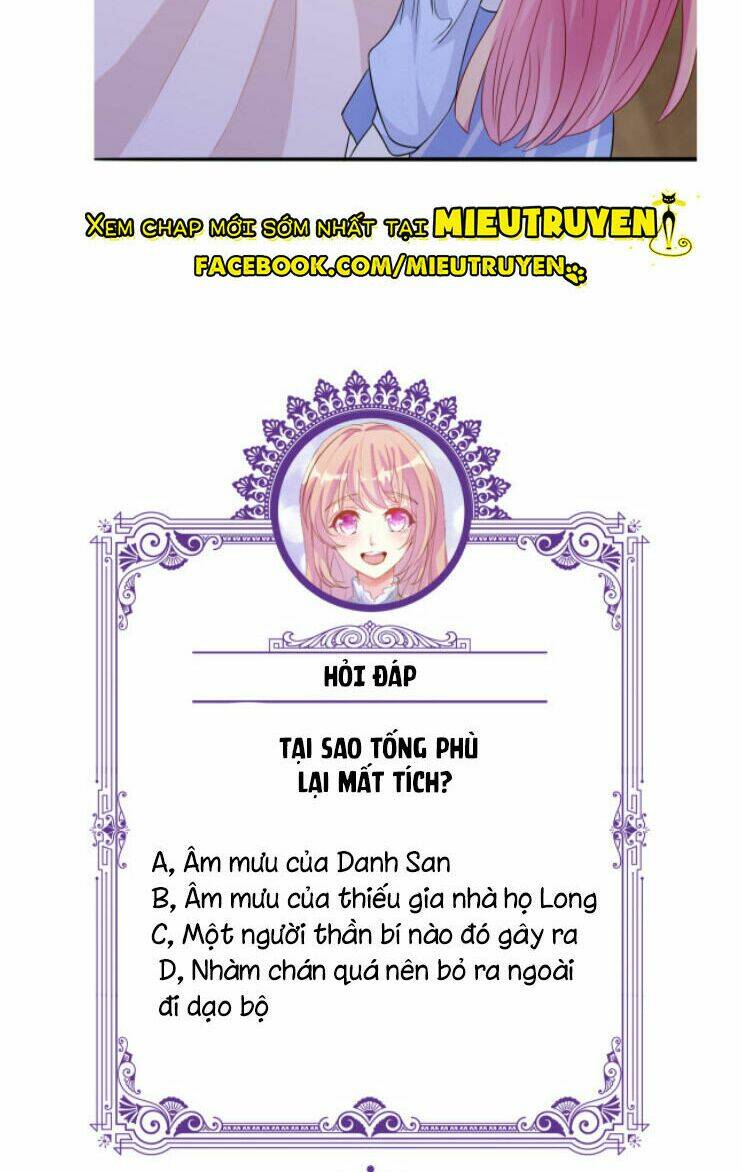 XEM CHAP MỚI SỚM NHẤT TẠI MIEUTRUYEN
FACEBOOK.COM/MIEUTRUYEN
HỎI ĐÁP
TẠI SAO TỐNG PHÙ
LẠI MẤT TÍCH?
A, Âm mưu của Danh San
B, Âm mưu của thiếu gia nhà họ Long
C, Một người thần bí nào đó gây ra
D, Nhàm chán quá nên bỏ ra ngoài
đi dạo bộ